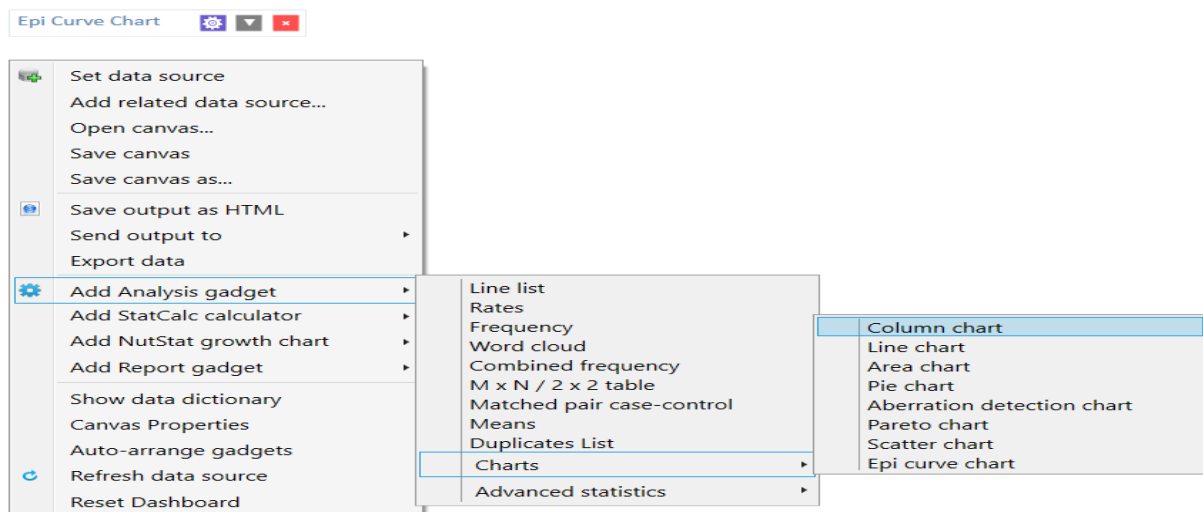 Epi Curve Chart
Set data source
Add related data source...
Open canvas...
Save canvas
Save canvas as...
Save output as HTML
Send output to
Export data
Add Analysis gadget
Add StatCalc calculator
Add NutStat growth chart
Add Report gadget
Show data dictionary
Canvas Properties
Auto-arrange gadgets
Refresh data source
Reset Dashboard
Line list
Rates
Frequency
Word cloud
Combined frequency
M x N / 2 x 2 table
Matched pair case-control
Means
Duplicates List
Charts
Advanced statistics
Column chart
Line chart
Area chart
Pie chart
Aberration detection chart
Pareto chart
Scatter chart
Epi curve chart